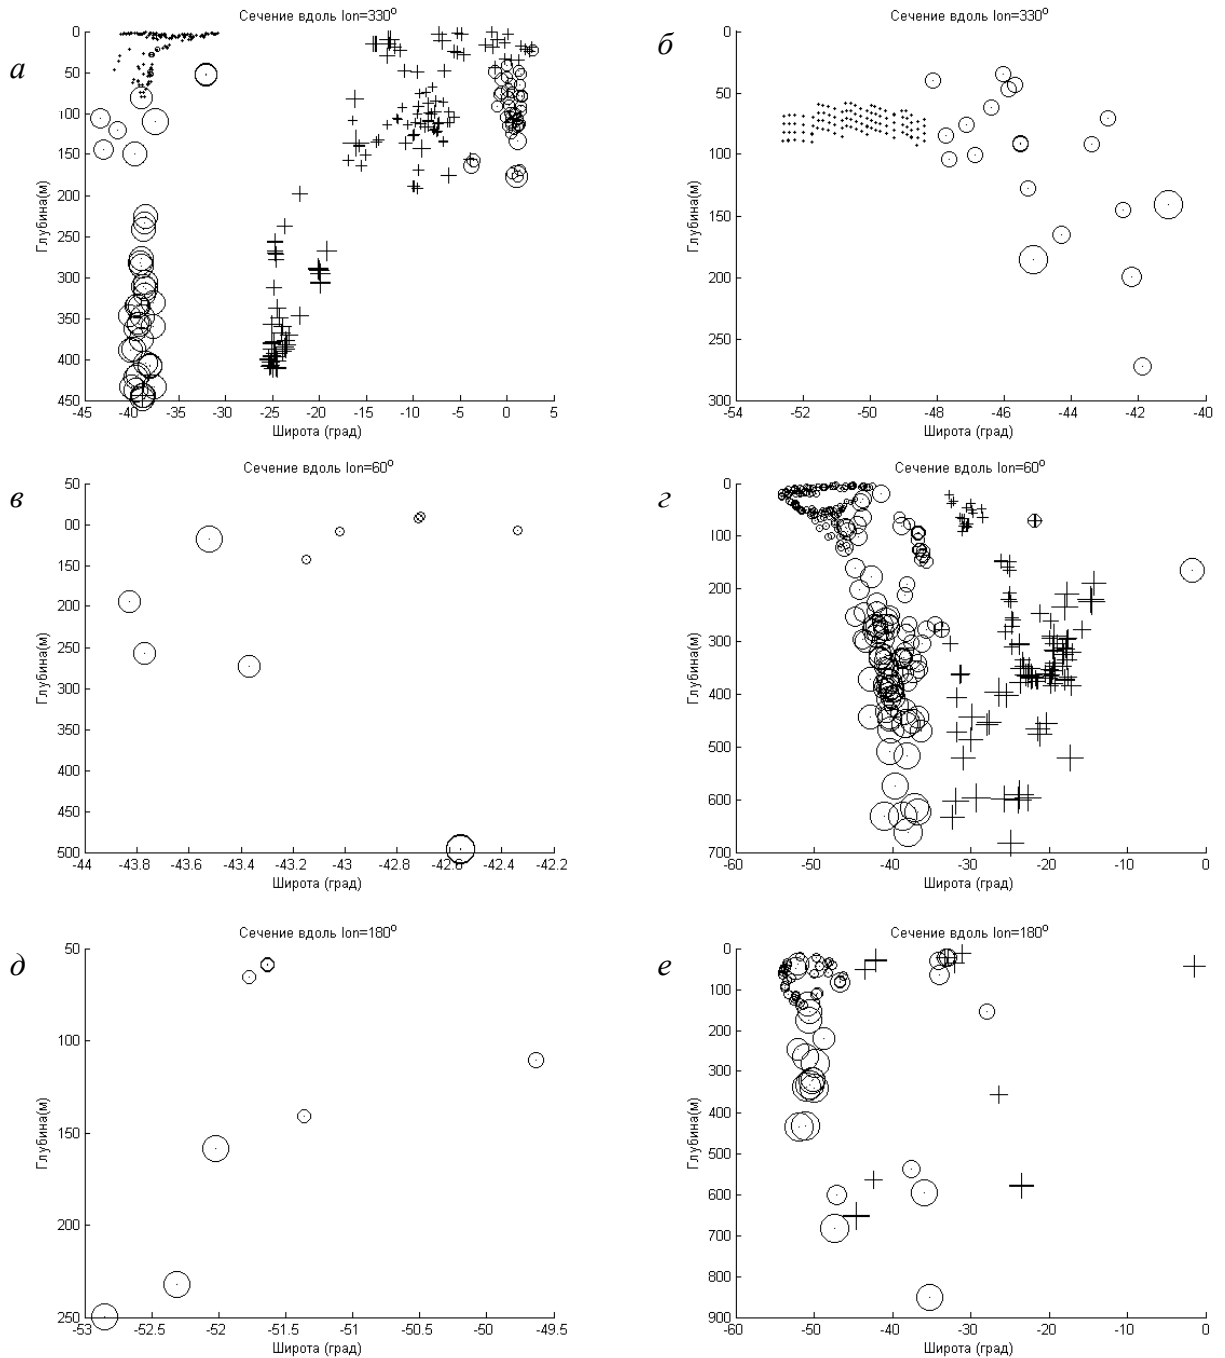 Сечение вдоль lon=330°
а
0
50
100
150
200
250
300
350
400
450
Глубина(м)
-45 -40 -35 -30 -25 -20 -15 -10 -5 0 5
Широта (град)
Сечение вдоль lon=330°
б
0
50
100
150
200
250
300
Глубина(м)
-54 -52 -50 -48 -46 -44 -42 -40
Широта (град)
Сечение вдоль lon=60°
в
50
00
150
200
250
300
350
400
450
500
Глубина(м)
-44 -43.8 -43.6 -43.4 -43.2 -43 -42.8 -42.6 -42.4 -42.2
Широта (град)
Сечение вдоль lon=60°
г
0
100
200
300
400
500
600
700
Глубина(м)
-60 -50 -40 -30 -20 -10 0
Широта (град)
Сечение вдоль lon=180°
д
50
100
150
200
250
Глубина(м)
-53 -52.5 -52 -51.5 -51 -50.5 -50 -49.5
Широта (град)
Сечение вдоль lon=180°
е
0
100
200
300
400
500
600
700
800
900
Глубина(м)
-60 -50 -40 -30 -20 -10 0
Широта (град)